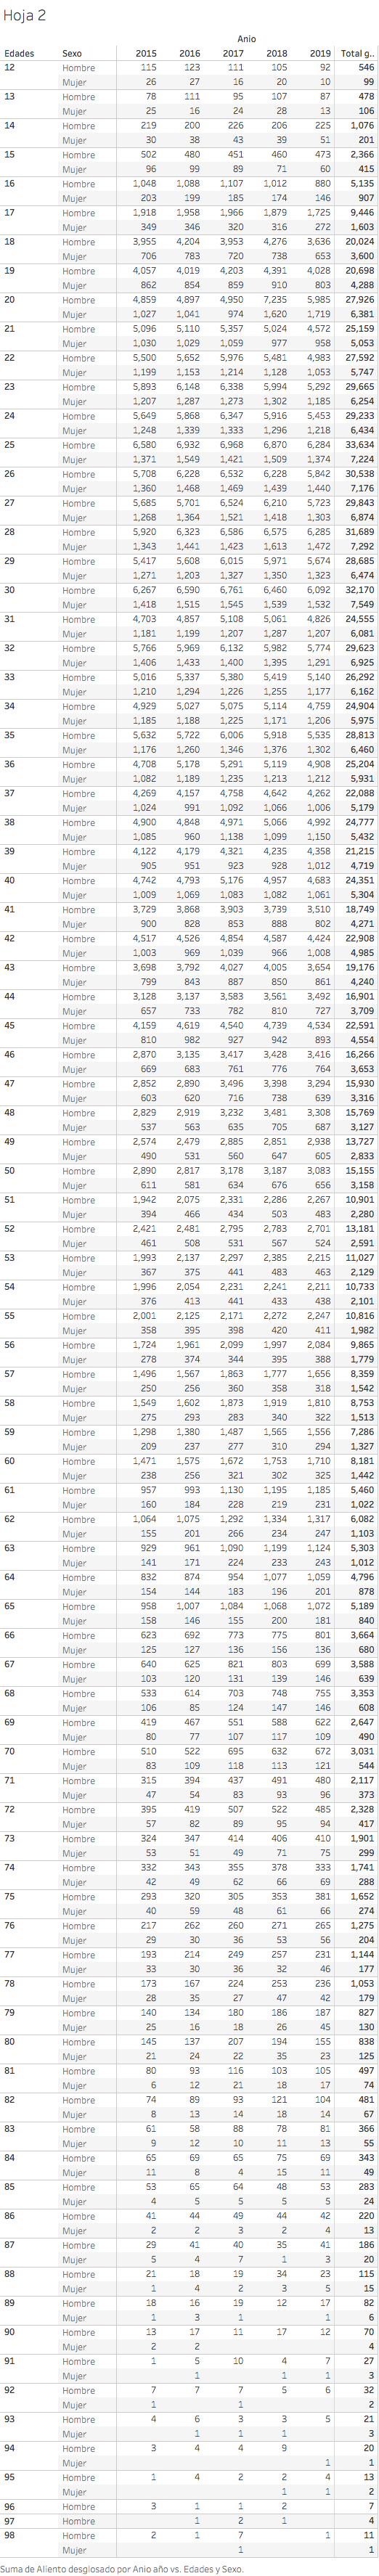 Hoja 2
Anio
Edades Sexo 2015 2016 2017 2018 2019 Total g..
12 Hombre 115 123 111 105 92 546
Mujer 26 27 16 20 10 99
13 Hombre 78 111 95 107 87 478
Mujer 25 16 24 28 13 106
14 Hombre 219 200 226 206 225 1,076
Mujer 30 38 43 39 51 201
15 Hombre 502 480 451 460 473 2,366
Mujer 96 99 89 71 60 415
16 Hombre 1,048 1,088 1,107 1,012 880 5,135
Mujer 203 199 185 174 146 907
17 Hombre 1,918 1,958 1,966 1,879 1,725 9,446
Mujer 349 346 320 316 272 1,603
18 Hombre 3,955 4,204 3,953 4,276 3,636 20,024
Mujer 706 783 720 738 653 3,600
19 Hombre 4,057 4,019 4,203 4,391 4,028 20,698
Mujer 862 854 859 910 803 4,288
20 Hombre 4,859 4,897 4,950 7,235 5,985 27,926
Mujer 1,027 1,041 974 1,620 1,719 6,381
21 Hombre 5,096 5,110 5,357 5,024 4,572 25,159
Mujer 1,030 1,029 1,059 977 958 5,053
22 Hombre 5,500 5,652 5,976 5,481 4,983 27,592
Mujer 1,199 1,153 1,214 1,128 1,053 5,747
23 Hombre 5,893 6,148 6,338 5,994 5,292 29,665
Mujer 1,207 1,287 1,273 1,302 1,185 6,254
24 Hombre 5,649 5,868 6,347 5,916 5,453 29,233
Mujer 1,248 1,339 1,333 1,296 1,218 6,434
25 Hombre 6,580 6,932 6,968 6,870 6,284 33,634
Mujer 1,371 1,549 1,421 1,509 1,374 7,224
26 Hombre 5,708 6,228 6,532 6,228 5,842 30,538
Mujer 1,360 1,468 1,469 1,439 1,440 7,176
27 Hombre 5,685 5,701 6,524 6,210 5,723 29,843
Mujer 1,268 1,364 1,521 1,418 1,303 6,874
28 Hombre 5,920 6,323 6,586 6,575 6,285 31,689
Mujer 1,343 1,441 1,423 1,613 1,472 7,292
29 Hombre 5,417 5,608 6,015 5,971 5,674 28,685
Mujer 1,271 1,203 1,327 1,350 1,323 6,474
30 Hombre 6,267 6,590 6,761 6,460 6,092 32,170
Mujer 1,418 1,515 1,545 1,539 1,532 7,549
31 Hombre 4,703 4,857 5,108 5,061 4,826 24,555
Mujer 1,181 1,199 1,207 1,287 1,207 6,081
32 Hombre 5,766 5,969 6,132 5,982 5,774 29,623
Mujer 1,406 1,433 1,400 1,395 1,291 6,925
33 Hombre 5,016 5,337 5,380 5,419 5,140 26,292
Mujer 1,210 1,294 1,226 1,255 1,177 6,162
34 Hombre 4,929 5,027 5,075 5,114 4,759 24,904
Mujer 1,185 1,188 1,225 1,171 1,206 5,975
35 Hombre 5,632 5,722 6,006 5,918 5,535 28,813
Mujer 1,176 1,260 1,346 1,376 1,302 6,460
36 Hombre 4,708 5,178 5,291 5,119 4,908 25,204
Mujer 1,082 1,189 1,235 1,213 1,212 5,931
37 Hombre 4,269 4,157 4,758 4,642 4,262 22,088
Mujer 1,024 991 1,092 1,066 1,006 5,179
38 Hombre 4,900 4,848 4,971 5,066 4,992 24,777
Mujer 1,085 960 1,138 1,099 1,150 5,432
39 Hombre 4,122 4,179 4,321 4,235 4,358 21,215
Mujer 905 951 923 928 1,012 4,719
40 Hombre 4,742 4,793 5,176 4,957 4,683 24,351
Mujer 1,009 1,069 1,083 1,082 1,061 5,304
41 Hombre 3,729 3,868 3,903 3,739 3,510 18,749
Mujer 900 828 853 888 802 4,271
42 Hombre 4,517 4,526 4,854 4,587 4,424 22,908
Mujer 1,003 969 1,039 966 1,008 4,985
43 Hombre 3,698 3,792 4,027 4,005 3,654 19,176
Mujer 799 843 887 850 861 4,240
44 Hombre 3,128 3,137 3,583 3,561 3,492 16,901
Mujer 657 733 782 810 727 3,709
45 Hombre 4,159 4,619 4,540 4,739 4,534 22,591
Mujer 810 982 927 942 893 4,554
46 Hombre 2,870 3,135 3,417 3,428 3,416 16,266
Mujer 669 683 761 776 764 3,653
47 Hombre 2,852 2,890 3,496 3,398 3,294 15,930
Mujer 603 620 716 738 639 3,316
48 Hombre 2,829 2,919 3,232 3,481 3,308 15,769
Mujer 537 563 635 705 687 3,127
49 Hombre 2,574 2,479 2,885 2,851 2,938 13,727
Mujer 490 531 560 647 605 2,833
50 Hombre 2,890 2,817 3,178 3,187 3,083 15,155
Mujer 611 581 634 676 656 3,158
51 Hombre 1,942 2,075 2,331 2,286 2,267 10,901
Mujer 394 466 434 503 483 2,280
52 Hombre 2,421 2,481 2,795 2,783 2,701 13,181
Mujer 461 508 531 567 524 2,591
53 Hombre 1,993 2,137 2,297 2,385 2,215 11,027
Mujer 367 375 441 483 463 2,129
54 Hombre 1,996 2,054 2,231 2,241 2,211 10,733
Mujer 376 413 441 433 438 2,101
55 Hombre 2,001 2,125 2,171 2,272 2,247 10,816
Mujer 358 395 398 420 411 1,982
56 Hombre 1,724 1,961 2,099 1,997 2,084 9,865
Mujer 278 374 344 395 388 1,779
57 Hombre 1,496 1,567 1,863 1,777 1,656 8,359
Mujer 250 256 360 358 318 1,542
58 Hombre 1,549 1,602 1,873 1,919 1,810 8,753
Mujer 275 293 283 340 322 1,513
59 Hombre 1,298 1,380 1,487 1,565 1,556 7,286
Mujer 209 237 277 310 294 1,327
60 Hombre 1,471 1,575 1,672 1,753 1,710 8,181
Mujer 238 256 321 302 325 1,442
61 Hombre 957 993 1,130 1,195 1,185 5,460
Mujer 160 184 228 219 231 1,022
62 Hombre 1,064 1,075 1,292 1,334 1,317 6,082
Mujer 155 201 266 234 247 1,103
63 Hombre 929 961 1,090 1,199 1,124 5,303
Mujer 141 171 224 233 243 1,012
64 Hombre 832 874 954 1,077 1,059 4,796
Mujer 154 144 183 196 201 878
65 Hombre 958 1,007 1,084 1,068 1,072 5,189
Mujer 158 146 155 200 181 840
66 Hombre 623 692 773 775 801 3,664
Mujer 125 127 136 156 136 680
67 Hombre 640 625 821 803 699 3,588
Mujer 103 120 131 139 146 639
68 Hombre 533 614 703 748 755 3,353
Mujer 106 85 124 147 146 608
69 Hombre 419 467 551 588 622 2,647
Mujer 80 77 107 117 109 490
70 Hombre 510 522 695 632 672 3,031
Mujer 83 109 118 113 121 544
71 Hombre 315 394 437 491 480 2,117
Mujer 47 54 83 93 96 373
72 Hombre 395 419 507 522 485 2,328
Mujer 57 82 89 95 94 417
73 Hombre 324 347 414 406 410 1,901
Mujer 53 51 49 71 75 299
74 Hombre 332 343 355 378 333 1,741
Mujer 42 49 62 66 69 288
75 Hombre 293 320 305 353 381 1,652
Mujer 40 59 48 61 66 274
76 Hombre 217 262 260 271 265 1,275
Mujer 29 30 36 53 56 204
77 Hombre 193 214 249 257 231 1,144
Mujer 33 30 36 32 46 177
78 Hombre 173 167 224 253 236 1,053
Mujer 28 35 27 47 42 179
79 Hombre 140 134 180 186 187 827
Mujer 25 16 18 26 45 130
80 Hombre 145 137 207 194 155 838
Mujer 21 24 22 35 23 125
81 Hombre 80 93 116 103 105 497
Mujer 6 12 21 18 17 74
82 Hombre 74 89 93 121 104 481
Mujer 8 13 14 18 14 67
83 Hombre 61 58 88 78 81 366
Mujer 9 12 10 11 13 55
84 Hombre 65 69 65 75 69 343
Mujer 11 8 4 15 11 49
85 Hombre 53 65 64 48 53 283
Mujer 4 5 5 5 5 24
86 Hombre 41 44 49 44 42 220
Mujer 2 2 3 2 4 13
87 Hombre 29 41 40 35 41 186
Mujer 5 4 7 1 3 20
88 Hombre 21 18 19 34 23 115
Mujer 1 4 2 3 5 15
89 Hombre 18 16 19 12 17 82
Mujer 1 3 1 1 6
90 Hombre 13 17 11 17 12 70
Mujer 2 2 4
91 Hombre 1 5 10 4 7 27
Mujer 1 1 1 3
92 Hombre 7 7 7 5 6 32
Mujer 1 1 2
93 Hombre 4 6 3 3 5 21
Mujer 1 1 1 3
94 Hombre 3 4 4 9 20
Mujer 1 1
95 Hombre 1 4 2 2 4 13
Mujer 1 1 2
96 Hombre 3 1 1 2 7
97 Hombre 1 2 1 4
98 Hombre 2 1 7 1 11
Mujer 1 1
Suma de Aliento desglosado por Anio año vs. Edades y Sexo.